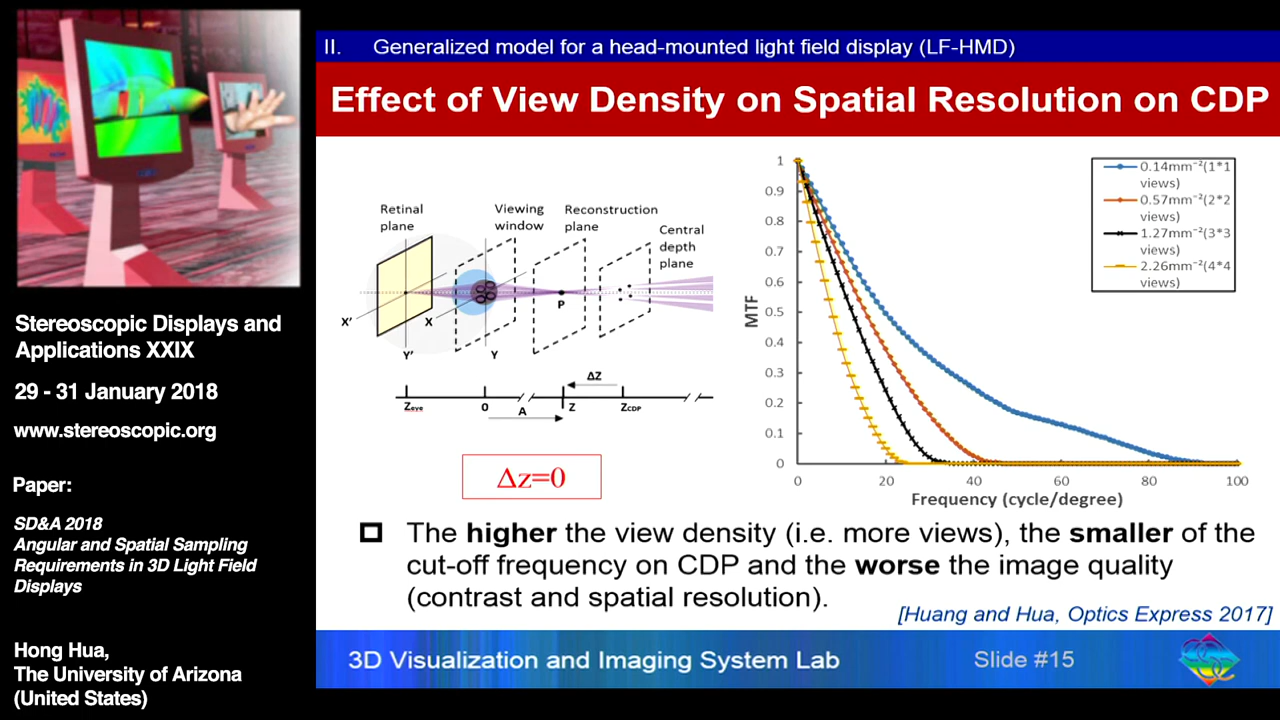 Stereoscopic Displays and
Applications XXIX
29 - 31 January 2018
www.stereoscopic.org
Paper:
SD&A 2018
Angular and Spatial Sampling
Requirements in 3D Light Field
Displays
Hong Hua,
The University of Arizona
(United States)
II. Generalized model for a head-mounted light field display (LF-HMD)
Effect of View Density on Spatial Resolution on CDP
Retinal
plane
Viewing
window
Reconstruction
plane
Central
depth
plane
P
X'
X
Y'
Y
ΔZ
Zeye
0
A
Z
ZCDP
Δz=0
1
0.9
0.8
0.7
0.6
0.5
0.4
0.3
0.2
0.1
0
MTF
0 20 40 60 80 100
Frequency (cycle/degree)
0.14mm⁻²(1*1
views)
0.57mm⁻²(2*2
views)
1.27mm⁻²(3*3
views)
2.26mm⁻²(4*4
views)
The higher the view density (i.e. more views), the smaller of the
cut-off frequency on CDP and the worse the image quality
(contrast and spatial resolution).
[Huang and Hua, Optics Express 2017]
3D Visualization and Imaging System Lab
Slide #15